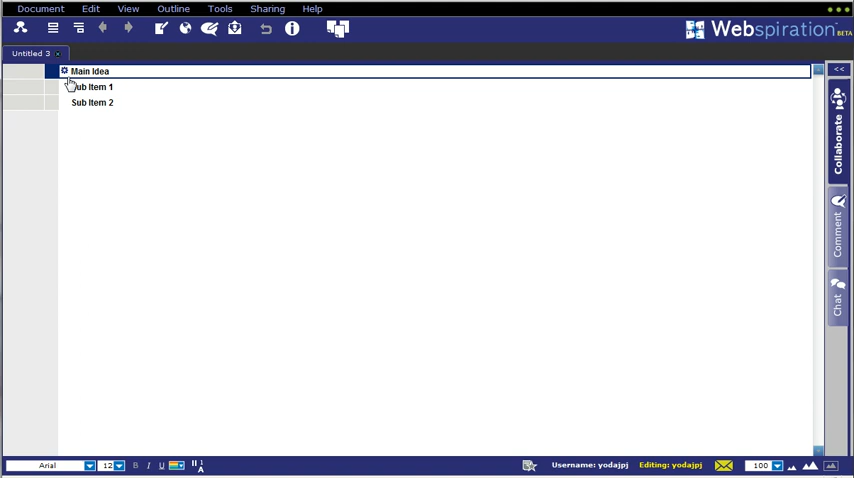 Document Edit View Outline Tools Sharing Help
Webspiration BETA
Untitled 3 x
<<
Main Idea
Sub Item 1
Sub Item 2
Collaborate
Comment
Chat
Arial 12 B I U Username: yodajpj Editing: yodajpj 100